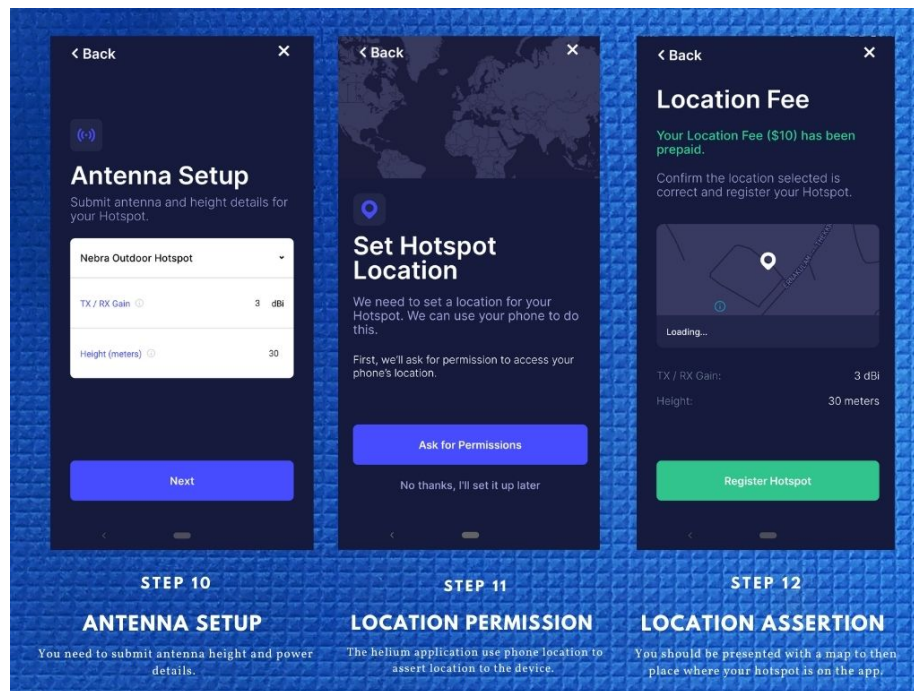 < Back
×
Antenna Setup
Submit antenna and height details for
your Hotspot.
Nebra Outdoor Hotspot
TX / RX Gain
3 dBi
Height (meters)
30
Next
STEP 10
ANTENNA SETUP
You need to submit antenna height and power
details.
< Back
×
Set Hotspot
Location
We need to set a location for your
Hotspot. We can use your phone to do
this.
First, we'll ask for permission to access your
phone's location.
Ask for Permissions
No thanks, I'll set it up later
STEP 11
LOCATION PERMISSION
The helium application use phone location to
assert location to the device.
< Back
×
Location Fee
Your Location Fee ($10) has been
prepaid.
Confirm the location selected is
correct and register your Hotspot.
Loading...
TX / RX Gain:
3 dBi
Height:
30 meters
Register Hotspot
STEP 12
LOCATION ASSERTION
You should be presented with a map to then
place where your hotspot is on the app.